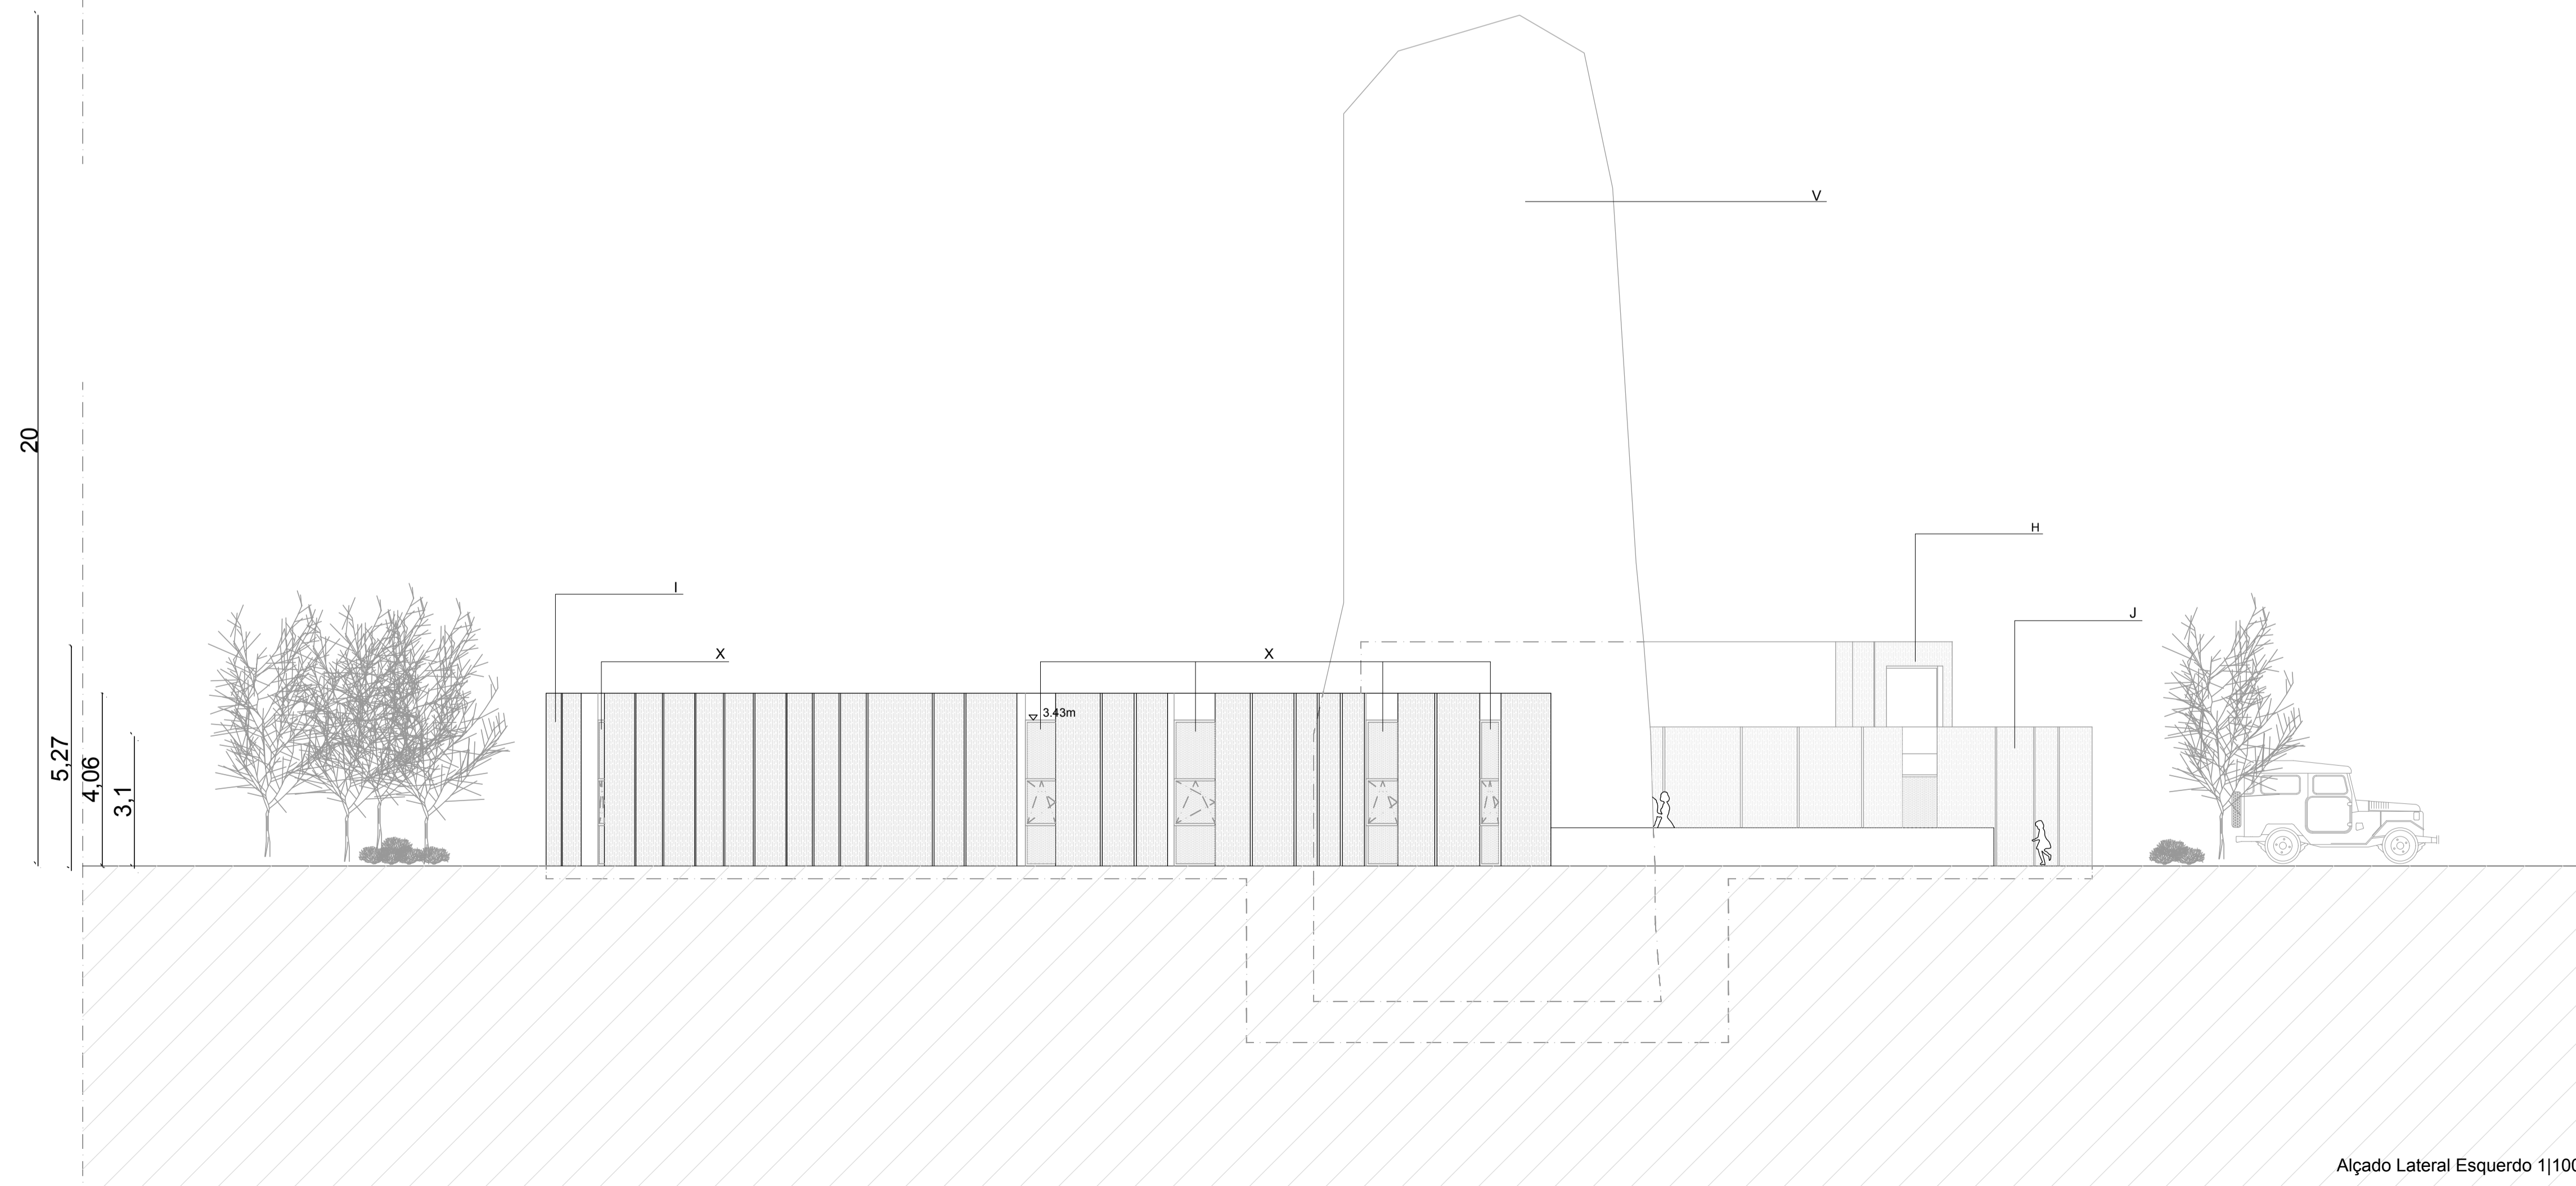 V
20
H
I
J
X
X
3.43m
5,27
4,06
3,1
Alçado Lateral Esquerdo 1|100